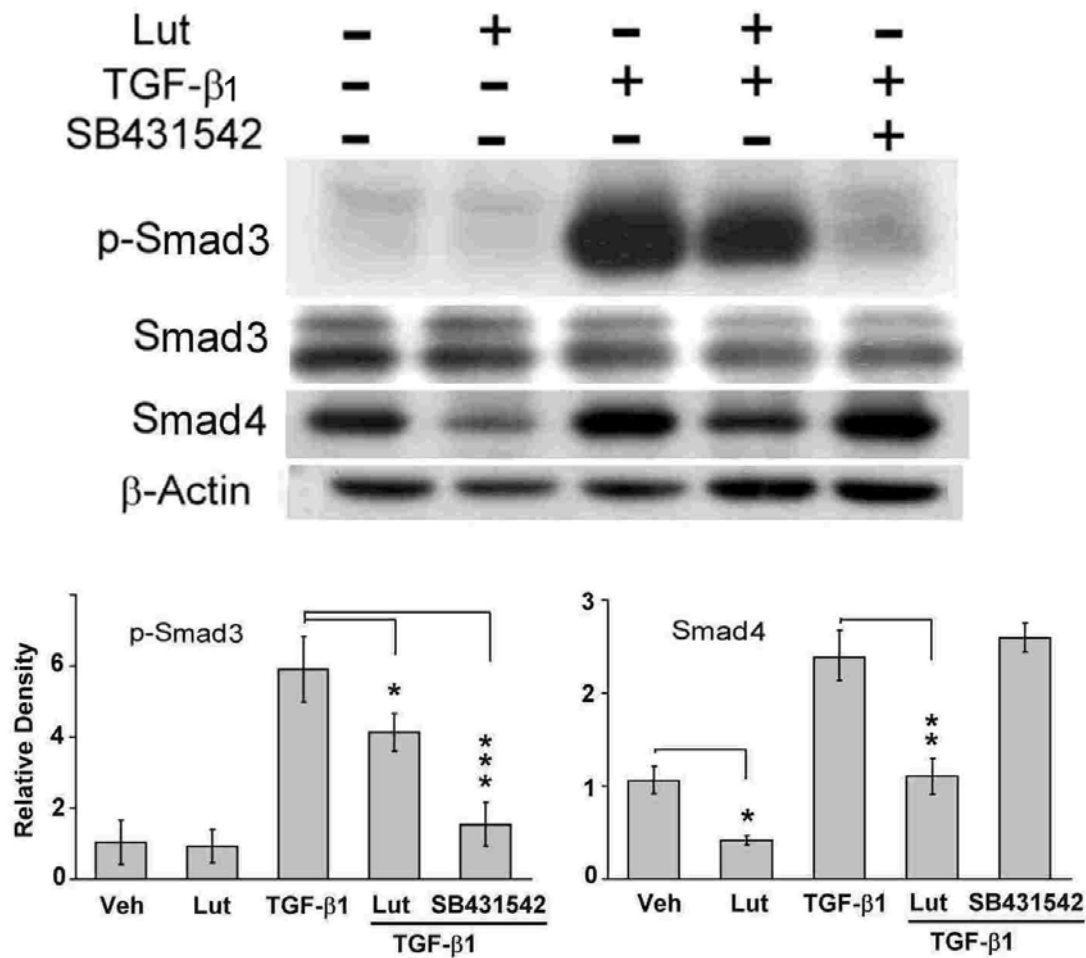 Lut - + - + -
TGF-β1 - - + + +
SB431542 - - - - +
p-Smad3
Smad3
Smad4
β-Actin
Relative Density
p-Smad3
6
4
2
0
*
***
Veh Lut TGF-β1 Lut SB431542
TGF-β1
Smad4
3
2
1
0
*
**
Veh Lut TGF-β1 Lut SB431542
TGF-β1